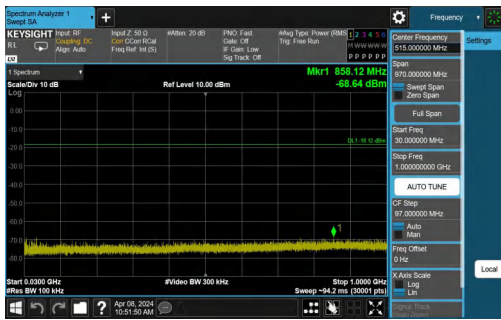 Spectrum Analyzer 1
Swept SA
+
Frequency
KEYSIGHT
RL
Input: RF
Coupling: DC
Align: Auto
Input Z: 50 Ω
Corr CCorr RCal
Freq Ref: Int (S)
#Atten: 20 dB
PNO: Fast
Gate: Off
IF Gain: Low
Sig Track: Off
#Avg Type: Power (RMS
Trig: Free Run
1 2 3 4 5 6
M W W W W W
P P P P P P
1 Spectrum
Scale/Div 10 dB
Log
Ref Level 10.00 dBm
Mkr1 858.12 MHz
-68.64 dBm
0.00
-10.0
-20.0
-30.0
-40.0
-50.0
-60.0
-70.0
-80.0
DL1 -18.12 dBm
1
Start 0.0300 GHz
#Res BW 100 kHz
#Video BW 300 kHz
Stop 1.0000 GHz
Sweep ~94.2 ms (30001 pts)
Apr 08, 2024
10:51:50 AM
?
Center Frequency
515.000000 MHz
Settings
Span
970.000000 MHz
Swept Span
Zero Span
Full Span
Start Freq
30.000000 MHz
Stop Freq
1.000000000 GHz
AUTO TUNE
CF Step
97.000000 MHz
Auto
Man
Freq Offset
0 Hz
X Axis Scale
Log
Lin
Local
Signal Track